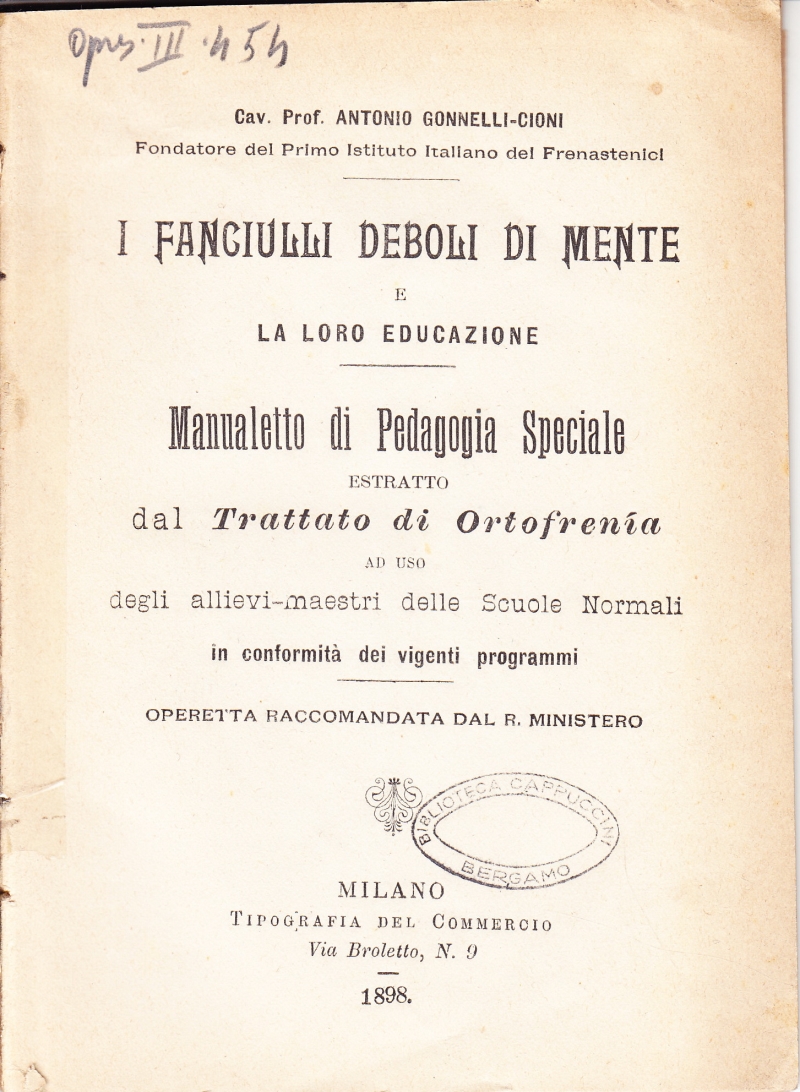 Opus. III. 454
Cav. Prof. ANTONIO GONNELLI-CIONI
Fondatore del Primo Istituto Italiano dei Frenastenici
I FANCIULLI DEBOLI DI MENTE
E
LA LORO EDUCAZIONE
Manualetto di Pedagogia Speciale
ESTRATTO
dal Trattato di Ortofrenía
AD USO
degli allievi-maestri delle Scuole Normali
in conformità dei vigenti programmi
OPERETTA RACCOMANDATA DAL R. MINISTERO
BIBLIOTECA CAPPUCCINI
BERGAMO
MILANO
TIPOGRAFIA DEL COMMERCIO
Via Broletto, N. 9
1898.